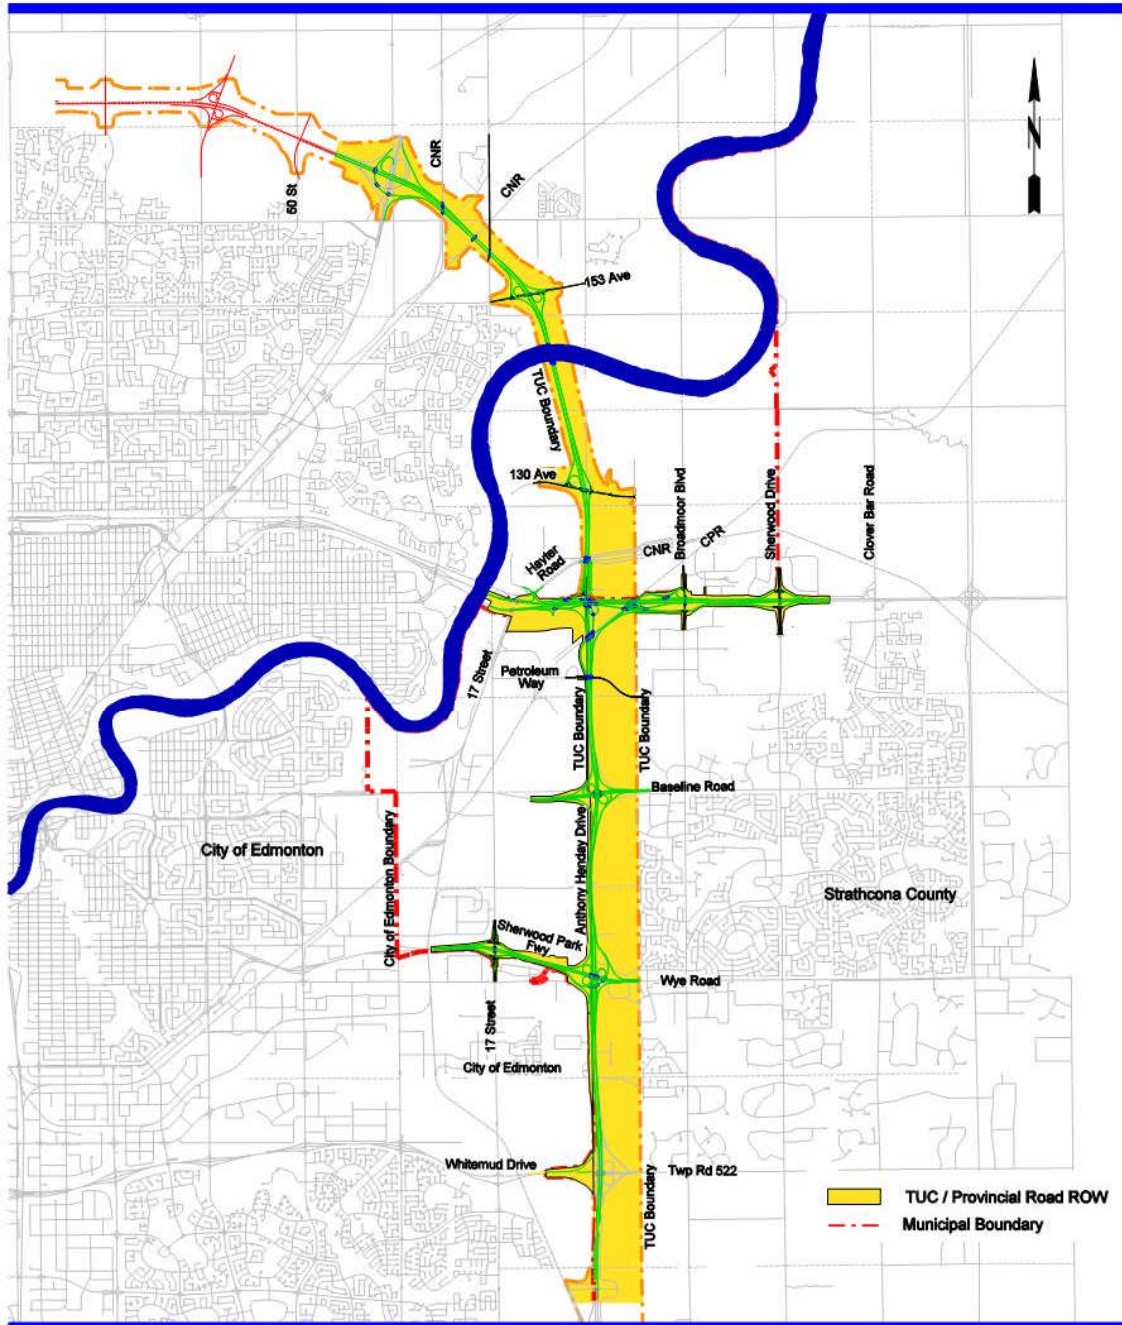 N
CNR
CNR
50 St
153 Ave
TUC Boundary
130 Ave
Hayter
Road
CNR
CPR
Broadmoor Blvd
Sherwood Drive
Clover Bar Road
17 Street
Petroleum
Way
TUC Boundary
TUC Boundary
Baseline Road
City of Edmonton
City of Edmonton Boundary
Anthony Henday Drive
Strathcona County
Sherwood Park
Fwy
Wye Road
17 Street
City of Edmonton
Whitemud Drive
Twp Rd 522
TUC Boundary
TUC / Provincial Road ROW
Municipal Boundary